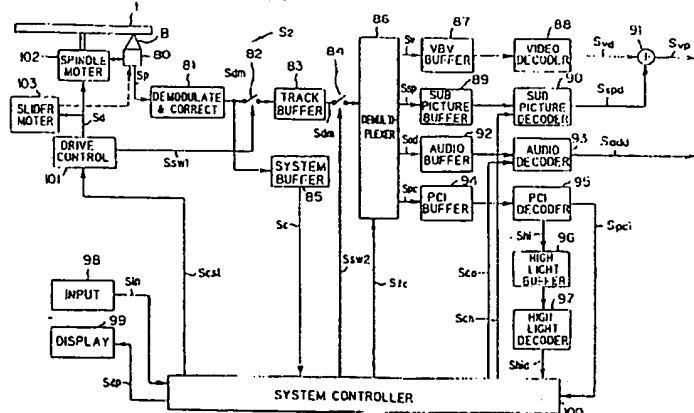 1
B
102
SPINDLE
MOTER
80
103
SLIDER
MOTER
Sp
Sd
DRIVE
CONTROL
101
81
DEMODULATE
& CORRECT
Sdm
82
S2
Ssw1
83
TRACK
BUFFER
84
Sdm
SYSTEM
BUFFER
85
Sc
Ssw2
86
DEMULTI-
PLEXER
Stc
Sv
87
VBV
BUFFER
88
VIDEO
DECODER
Svd
91
Svp
Ssp
89
SUB
PICTURE
BUFFER
90
SUB
PICTURE
DECODER
Sspd
Sad
92
AUDIO
BUFFER
93
AUDIO
DECODER
Sadd
Spc
94
PCI
BUFFER
95
PCI
DECODER
Spci
Shi
96
HIGH
LIGHT
BUFFER
97
HIGH
LIGHT
DECODER
Shid
Sca
Sch
98
INPUT
Sin
99
DISPLAY
Scsl
SYSTEM CONTROLLER
100